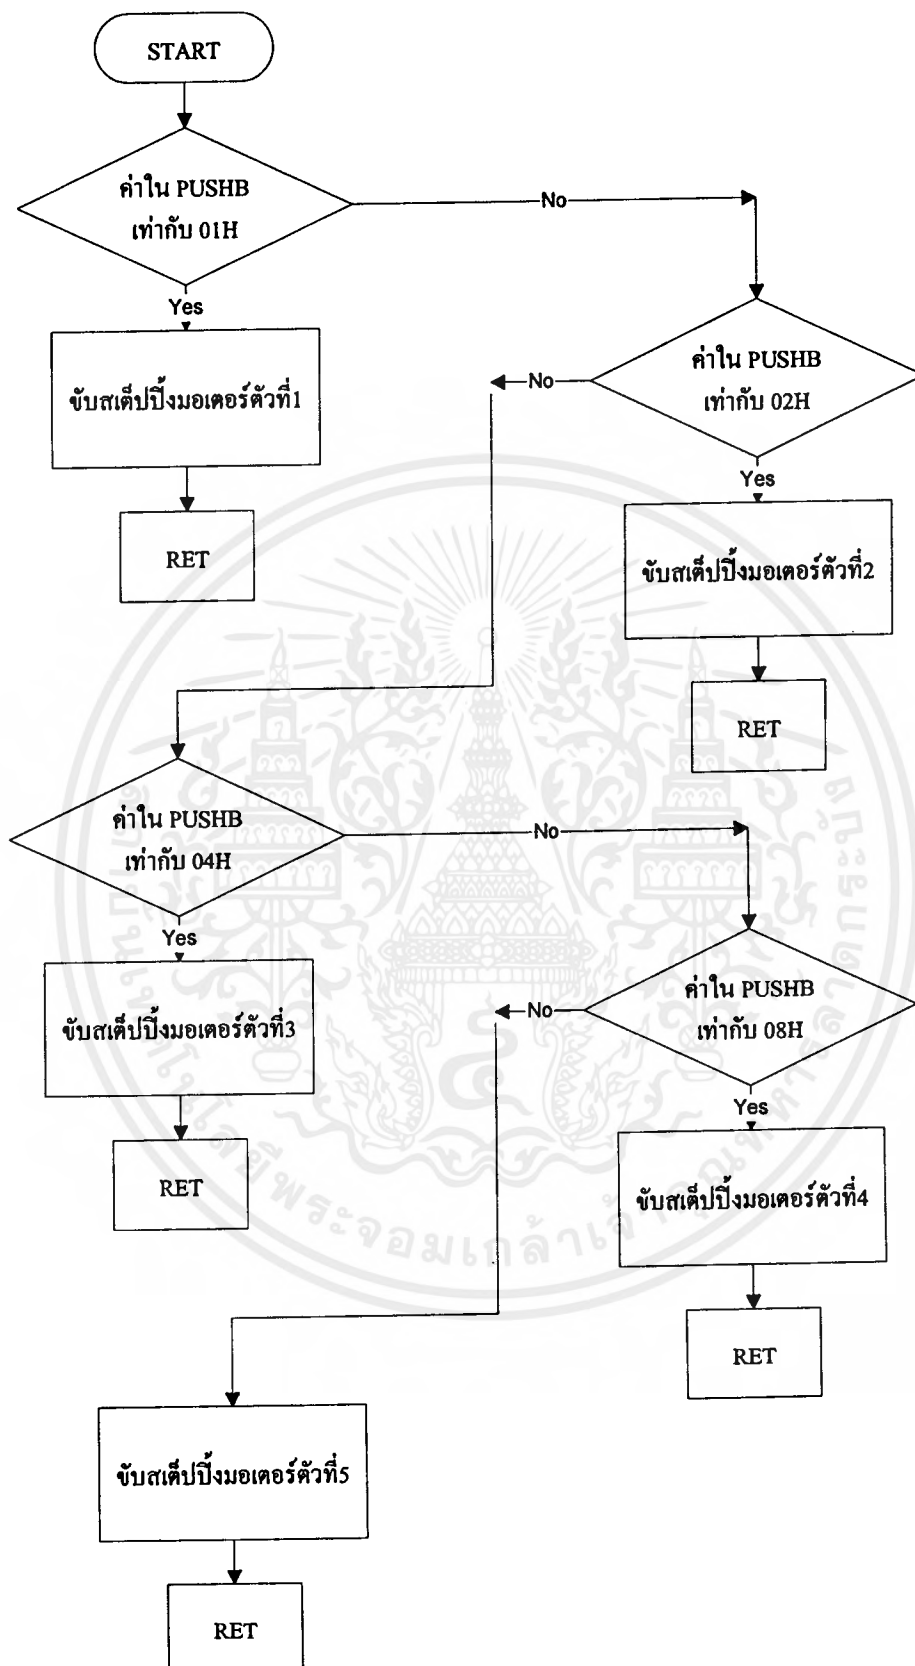 START
ค่าใน PUSHB
เท่ากับ 01H
No
Yes
ขับสเต็ปปิ้งมอเตอร์ตัวที่1
RET
ค่าใน PUSHB
เท่ากับ 02H
No
Yes
ขับสเต็ปปิ้งมอเตอร์ตัวที่2
RET
ค่าใน PUSHB
เท่ากับ 04H
No
Yes
ขับสเต็ปปิ้งมอเตอร์ตัวที่3
RET
ค่าใน PUSHB
เท่ากับ 08H
No
Yes
ขับสเต็ปปิ้งมอเตอร์ตัวที่4
RET
ขับสเต็ปปิ้งมอเตอร์ตัวที่5
RET